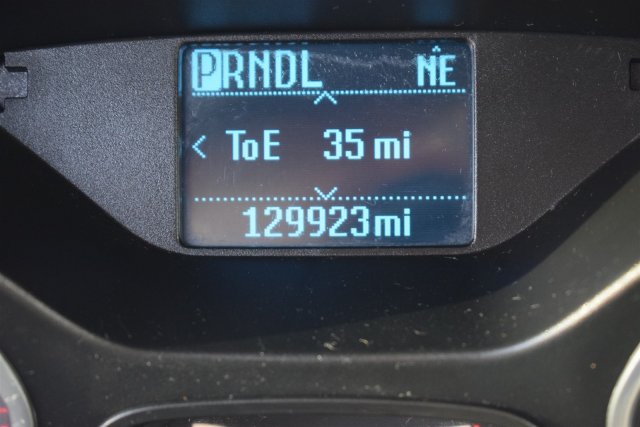 PRNDL NE
< ToE 35 mi
129923mi